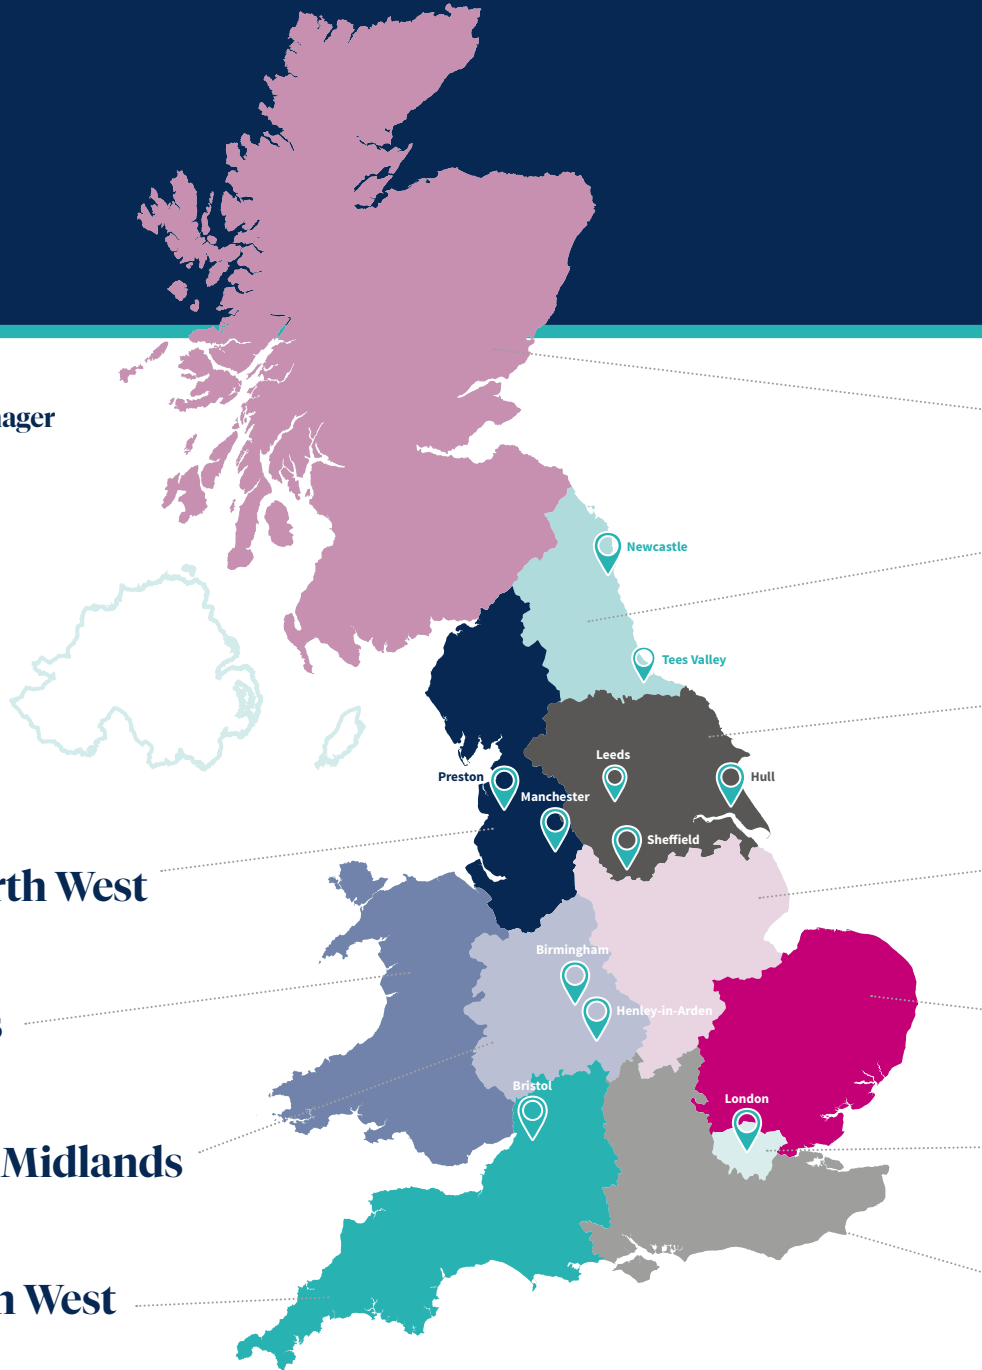 ager
Newcastle
Tees Valley
Leeds
Preston
Hull
Manchester
Sheffield
rth West
Birmingham
Henley-in-Arden
s
Bristol
London
Midlands
h West